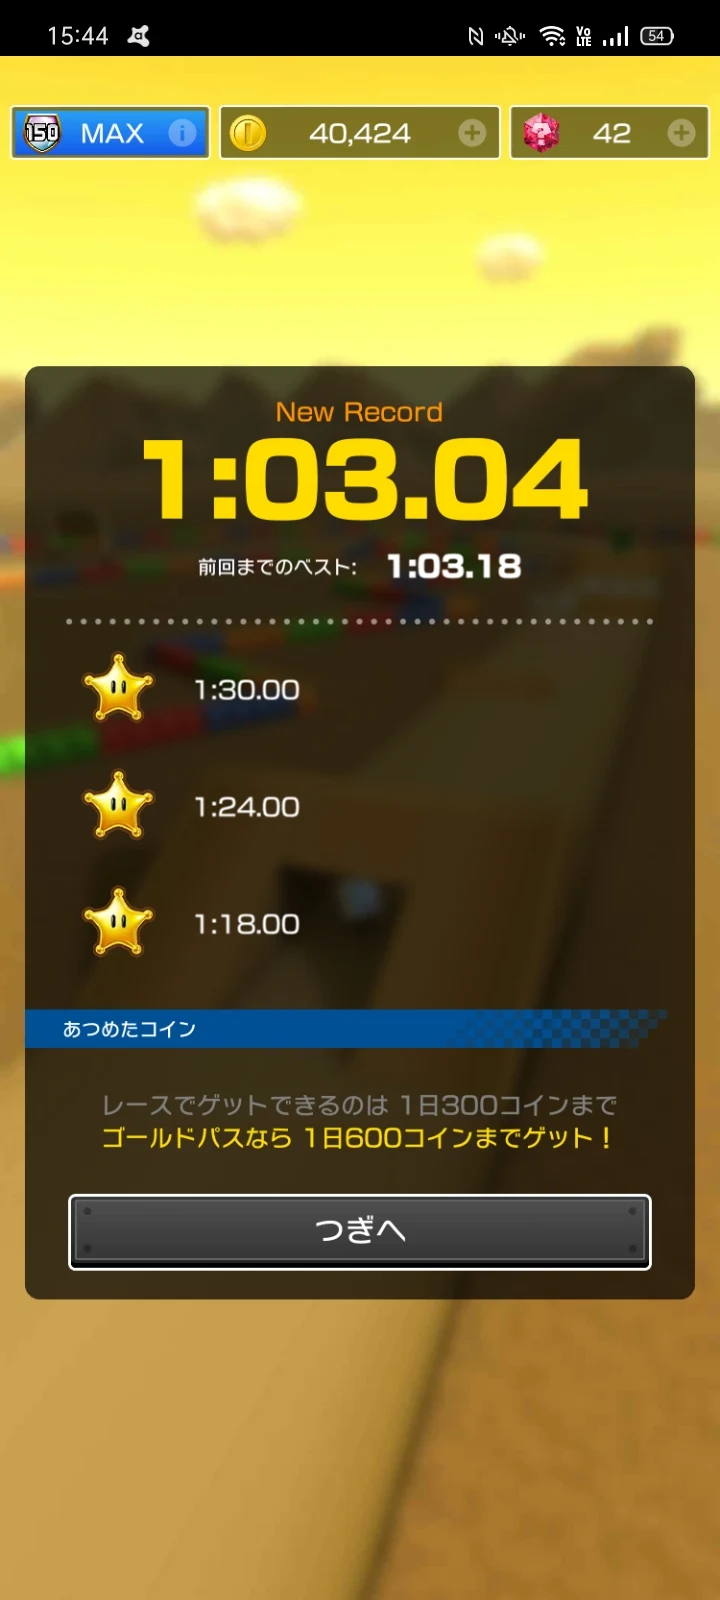 15:44
Vo LTE
54
150 MAX i 40,424 + ? 42 +
New Record
1:03.04
前回までのベスト: 1:03.18
1:30.00
1:24.00
1:18.00
あつめたコイン
レースでゲットできるのは 1日300コインまで
ゴールドパスなら 1日600コインまでゲット！
つぎへ